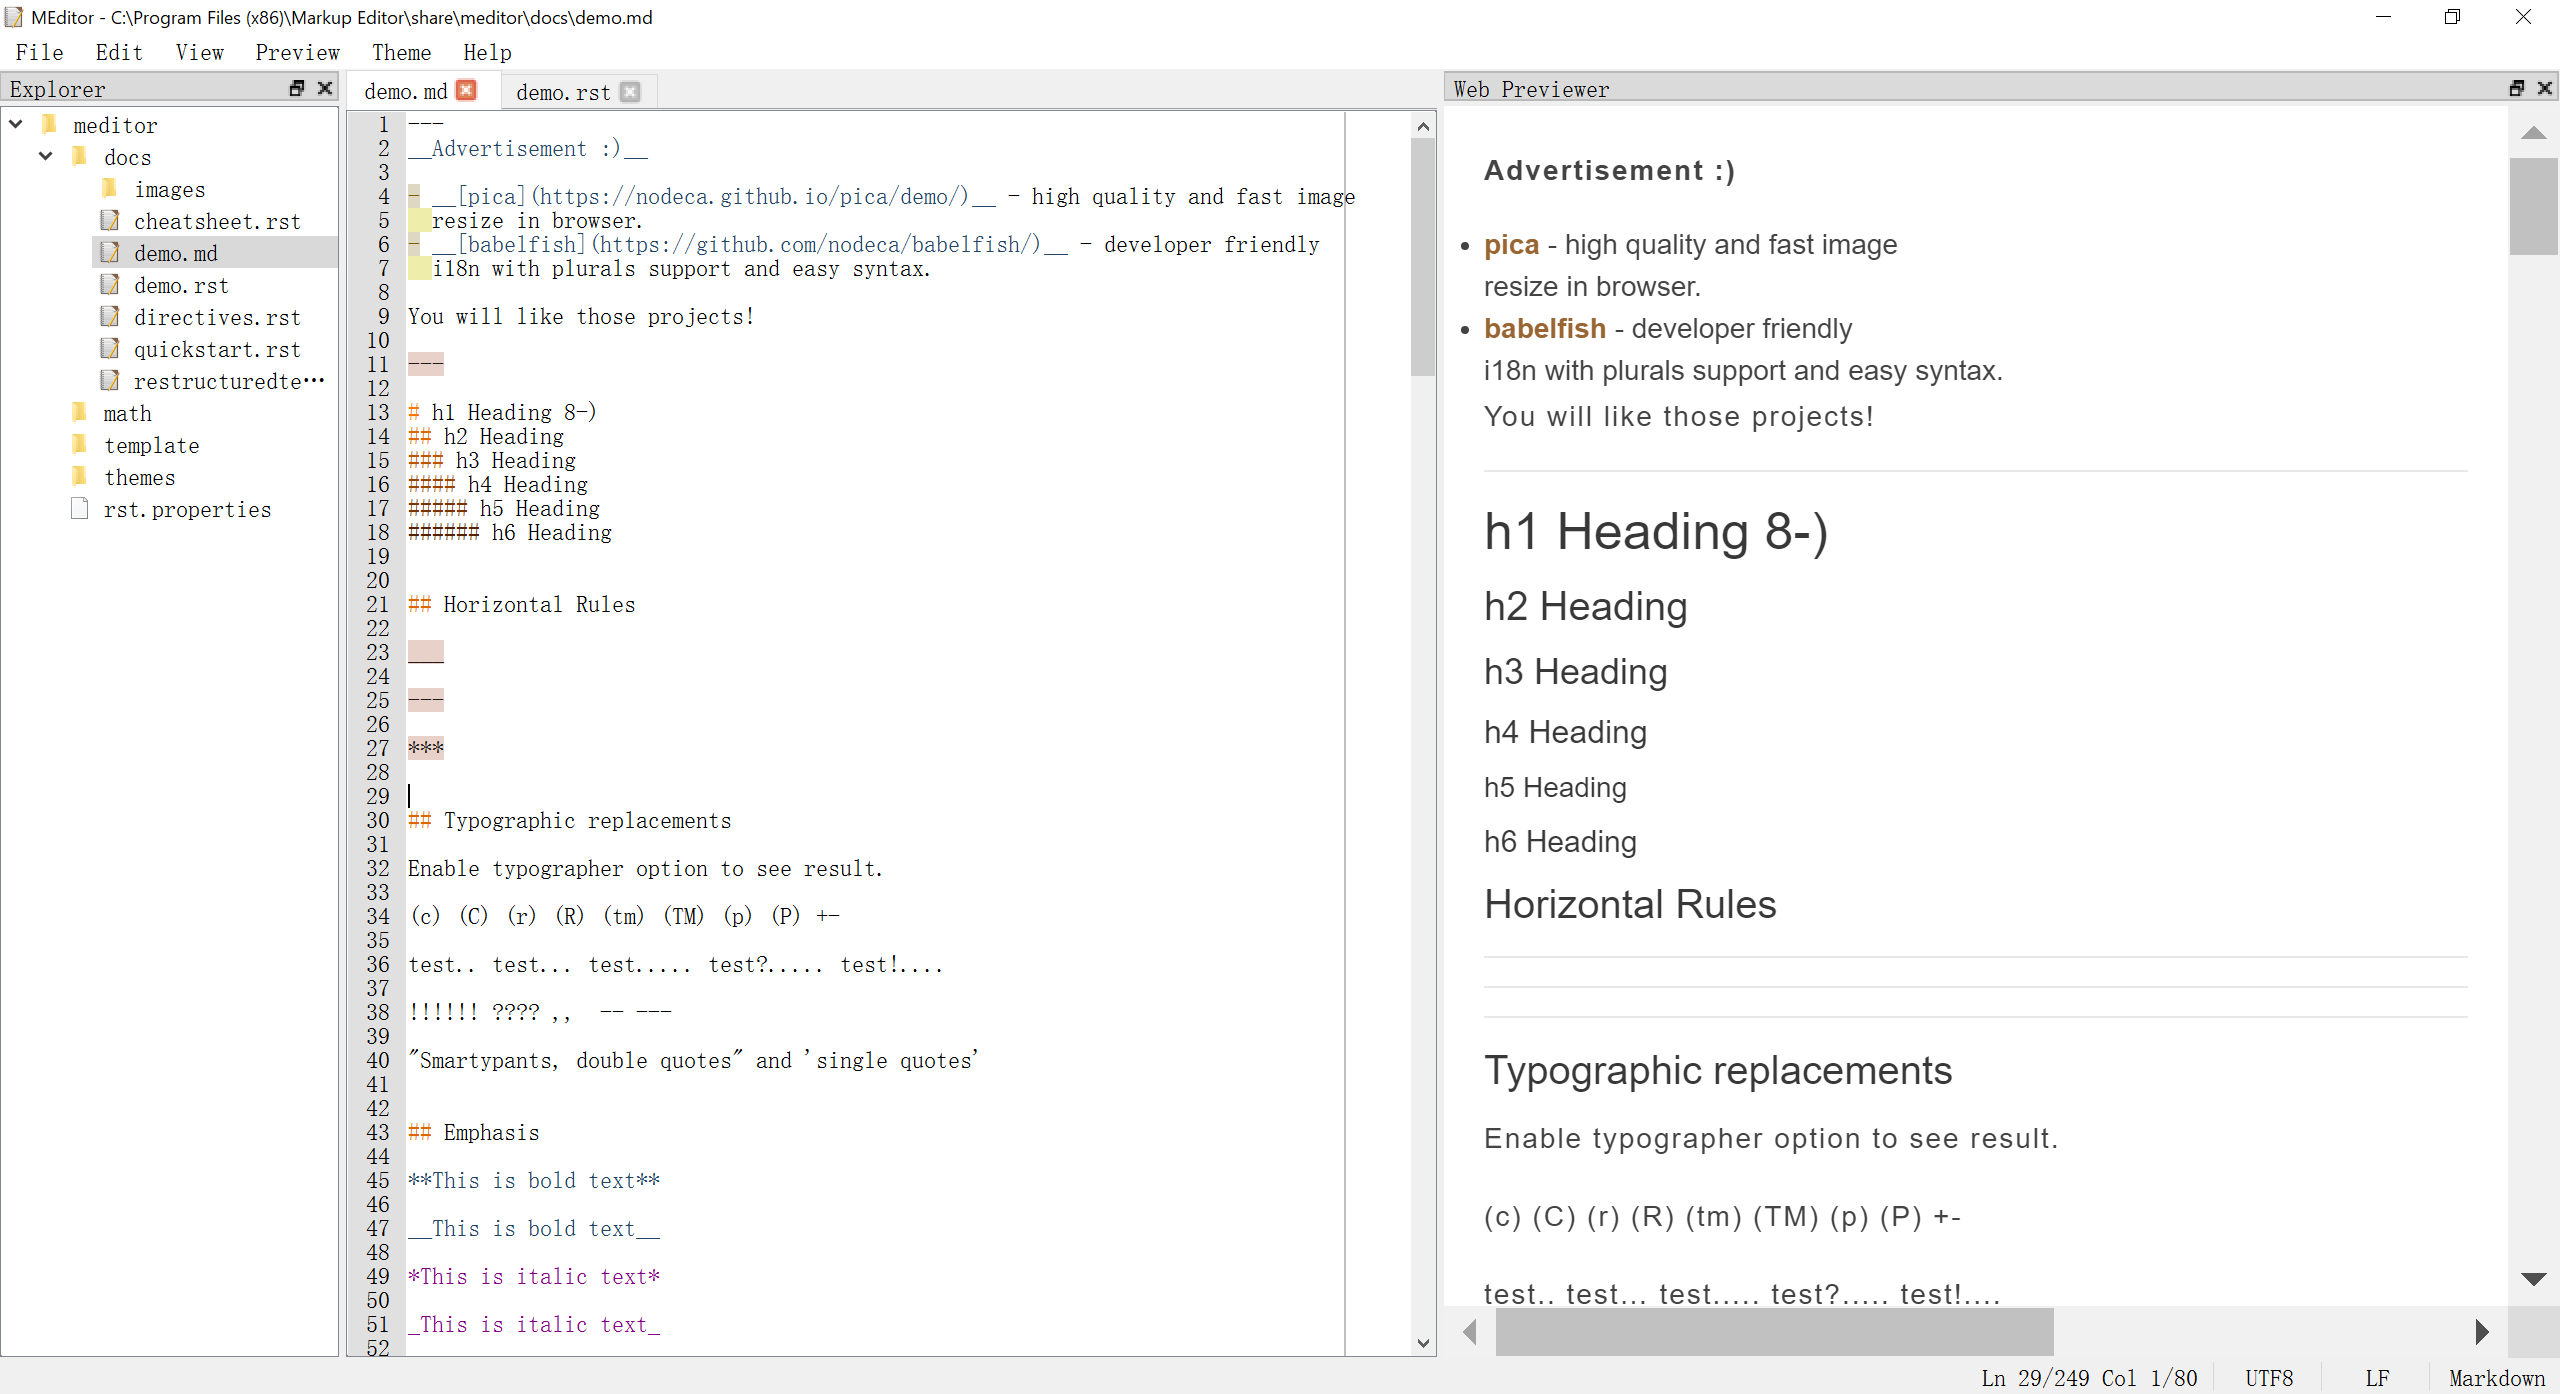 MEditor - C:\Program Files (x86)\Markup Editor\share\meditor\docs\demo.md
File Edit View Preview Theme Help
Explorer
meditor
docs
images
cheatsheet.rst
demo.md
demo.rst
directives.rst
quickstart.rst
restructuredte···
math
template
themes
rst.properties
demo.md demo.rst
1 ---
2 __Advertisement :)__
3
4 - __[pica](https://nodeca.github.io/pica/demo/)__ - high quality and fast image
5   resize in browser.
6 - __[babelfish](https://github.com/nodeca/babelfish/)__ - developer friendly
7   i18n with plurals support and easy syntax.
8
9 You will like those projects!
10
11 ---
12
13 # h1 Heading 8-)
14 ## h2 Heading
15 ### h3 Heading
16 #### h4 Heading
17 ##### h5 Heading
18 ###### h6 Heading
19
20
21 ## Horizontal Rules
22
23 ___
24
25 ---
26
27 ***
28
29
30 ## Typographic replacements
31
32 Enable typographer option to see result.
33
34 (c) (C) (r) (R) (tm) (TM) (p) (P) +-
35
36 test.. test... test..... test?..... test!....
37
38 !!!!!! ???? ,,  -- ---
39
40 "Smartypants, double quotes" and 'single quotes'
41
42
43 ## Emphasis
44
45 **This is bold text**
46
47 __This is bold text__
48
49 *This is italic text*
50
51 _This is italic text_
52
Web Previewer
Advertisement :)
• pica - high quality and fast image
resize in browser.
• babelfish - developer friendly
i18n with plurals support and easy syntax.
You will like those projects!
h1 Heading 8-)
h2 Heading
h3 Heading
h4 Heading
h5 Heading
h6 Heading
Horizontal Rules
Typographic replacements
Enable typographer option to see result.
(c) (C) (r) (R) (tm) (TM) (p) (P) +-
test.. test... test..... test?..... test!....
Ln 29/249 Col 1/80 UTF8 LF Markdown